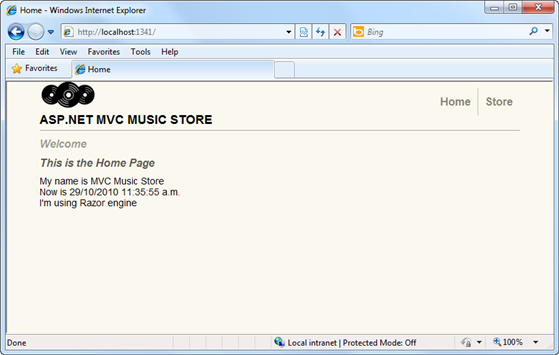 Home - Windows Internet Explorer
http://localhost:1341/
Bing
File Edit View Favorites Tools Help
Favorites Home
Home Store
ASP.NET MVC MUSIC STORE
Welcome
This is the Home Page
My name is MVC Music Store
Now is 29/10/2010 11:35:55 a.m.
I'm using Razor engine
Done Local intranet | Protected Mode: Off 100%